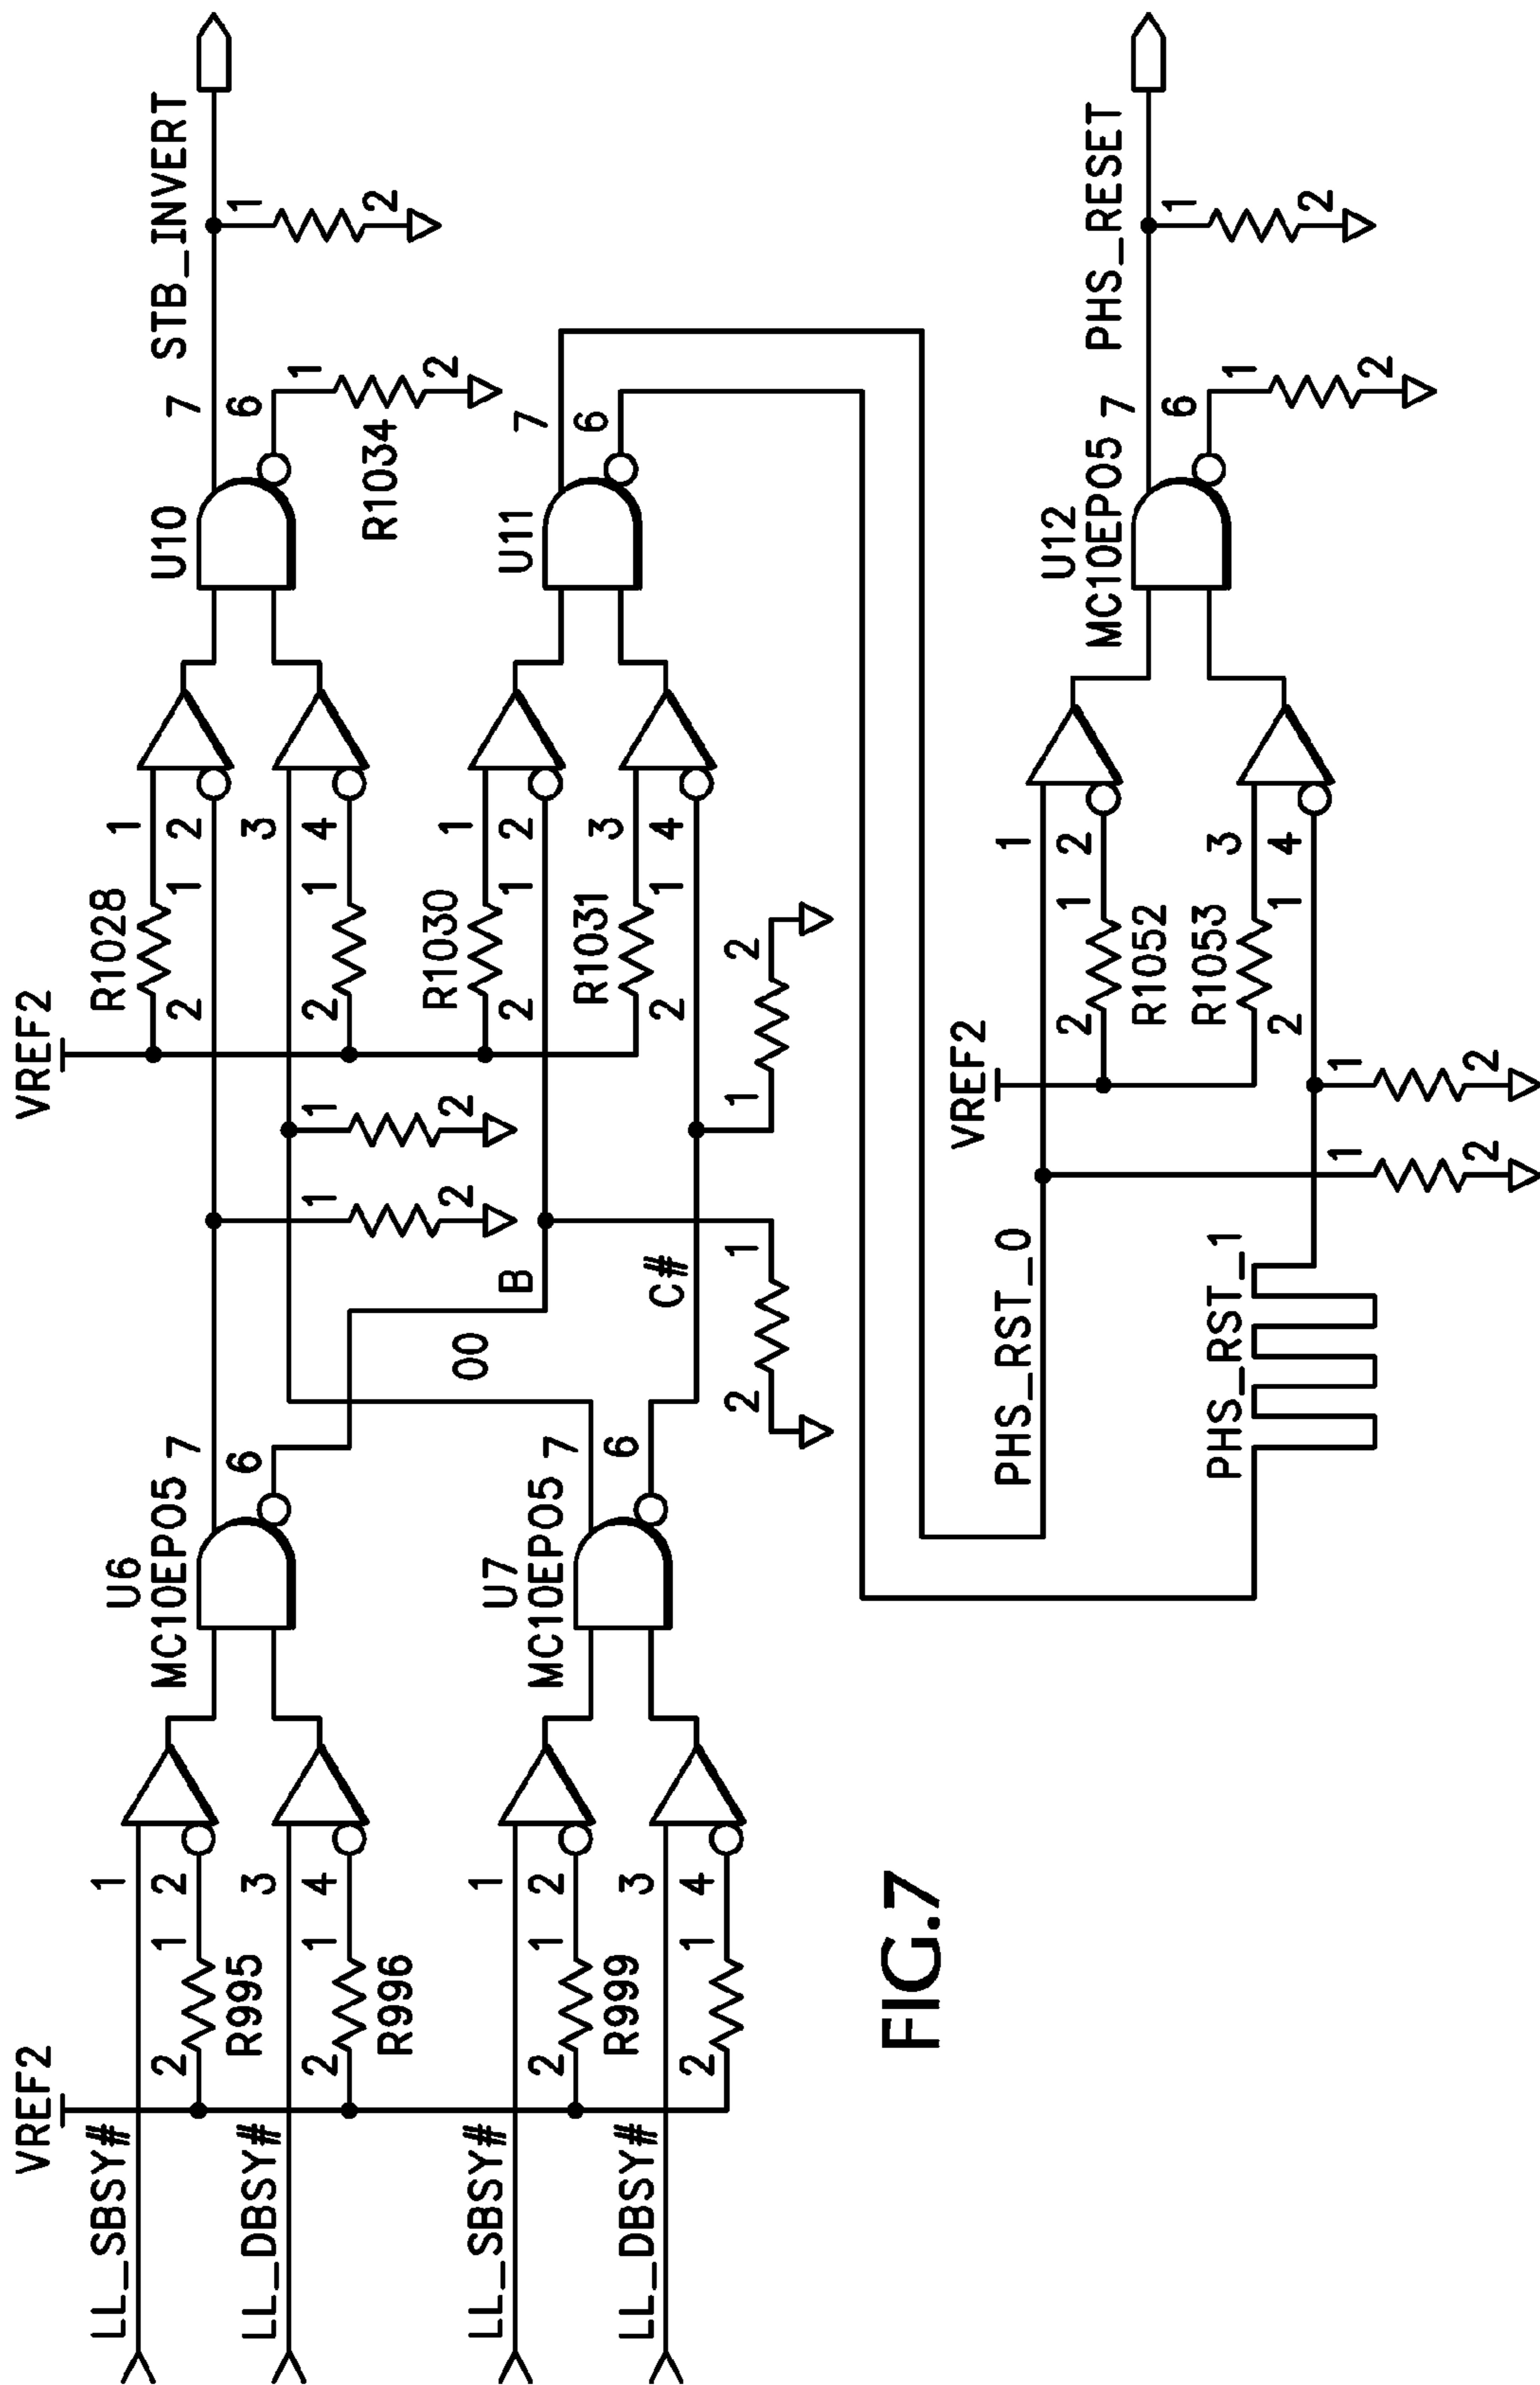 VREF2
VREF2
LL_SBSY#
1
U6
R1028
1
2
1
2
MC10EP05
7
2
1
2
U10
7
STB_INVERT
R995
LL_DBSY#
3
6
3
6
1
2
1
4
R996
1
2
2
1
4
1
2
R1034
1
2
2
R1030
1
LL_SBSY#
1
U7
00
2
1
2
MC10EP05
7
B
2
1
2
U11
7
R999
LL_DBSY#
3
6
R1031
3
6
2
1
4
C#
2
1
4
2
1
1
2
FIG.7
VREF2
PHS_RST_0
1
U12
2
1
2
MC10EP05
7
PHS_RESET
R1052
6
1
2
R1053
3
PHS_RST_1
2
1
4
1
2
1
2
1
2
1
2